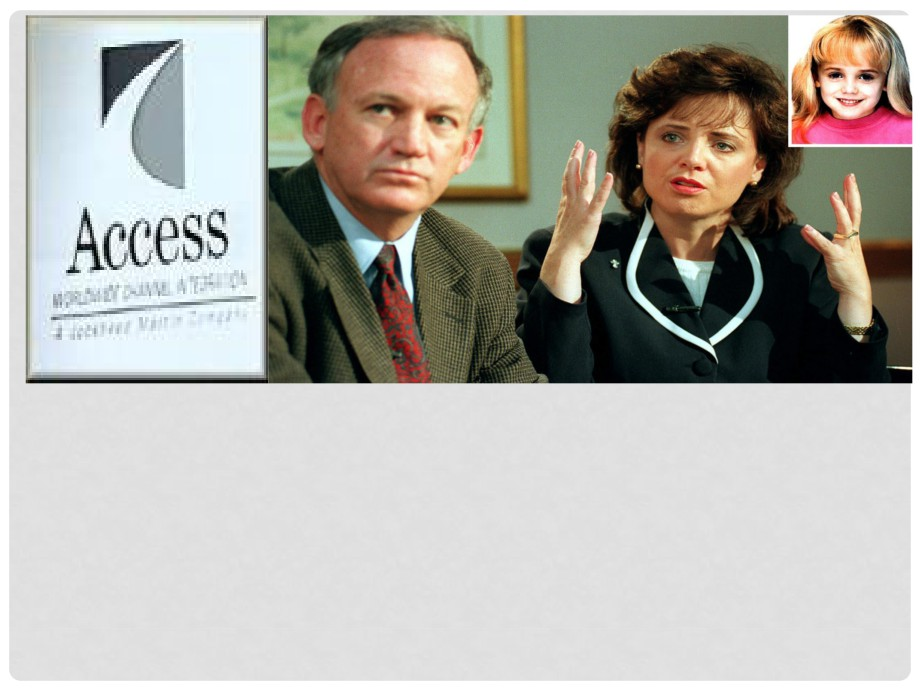 Access
WORLDWIDE CHANNEL INTEGRATION
A Lockheed Martin Company